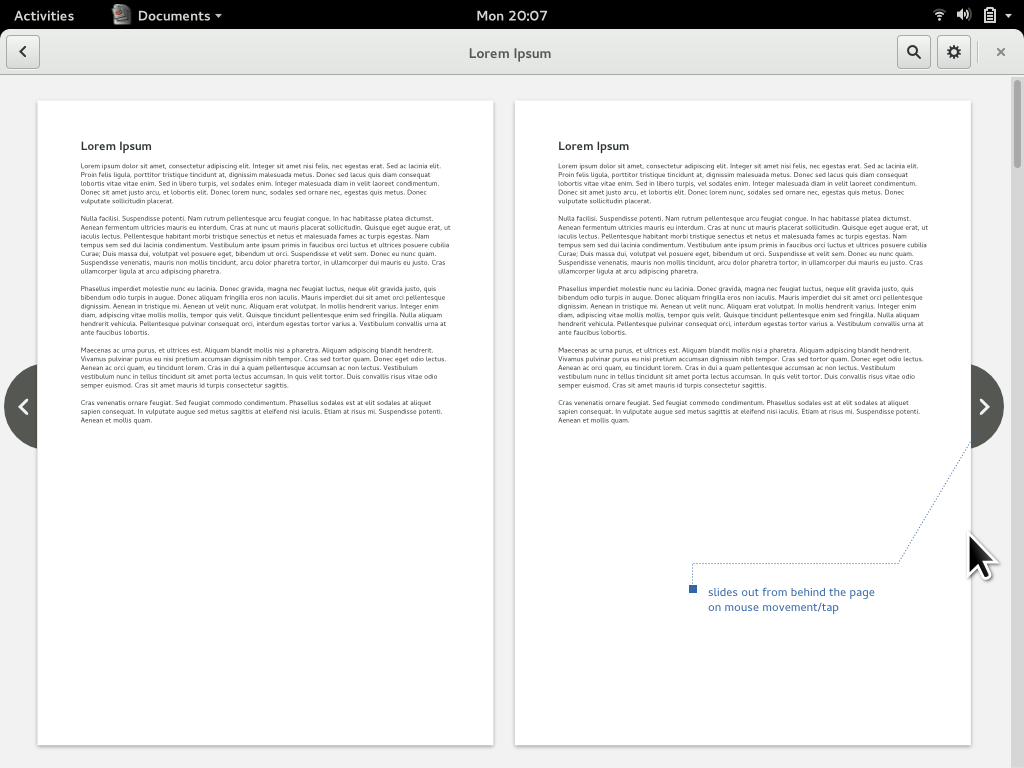 Activities Documents Mon 20:07
Lorem Ipsum
Lorem Ipsum
Lorem ipsum dolor sit amet, consectetur adipiscing elit. Integer sit amet nisi felis, nec egestas erat. Sed ac lacinia elit.
Proin felis ligula, porttitor tristique tincidunt at, dignissim malesuada metus. Donec sed lacus quis diam consequat
lobortis vitae vitae enim. Sed in libero turpis, vel sodales enim. Integer malesuada diam in velit laoreet condimentum.
Donec sit amet justo arcu, et lobortis elit. Donec lorem nunc, sodales sed ornare nec, egestas quis metus. Donec
vulputate sollicitudin placerat.
Nulla facilisi. Suspendisse potenti. Nam rutrum pellentesque arcu feugiat congue. In hac habitasse platea dictumst.
Aenean fermentum ultricies mauris eu interdum. Cras at nunc ut mauris placerat sollicitudin. Quisque eget augue erat, ut
iaculis lectus. Pellentesque habitant morbi tristique senectus et netus et malesuada fames ac turpis egestas. Nam
tempus sem sed dui lacinia condimentum. Vestibulum ante ipsum primis in faucibus orci luctus et ultrices posuere cubilia
Curae; Duis massa dui, volutpat vel posuere eget, bibendum ut orci. Suspendisse et velit sem. Donec eu nunc quam.
Suspendisse venenatis, mauris non mollis tincidunt, arcu dolor pharetra tortor, in ullamcorper dui mauris eu justo. Cras
ullamcorper ligula at arcu adipiscing pharetra.
Phasellus imperdiet molestie nunc eu lacinia. Donec gravida, magna nec feugiat luctus, neque elit gravida justo, quis
bibendum odio turpis in augue. Donec aliquam fringilla eros non iaculis. Mauris imperdiet dui sit amet orci pellentesque
dignissim. Aenean in tristique mi. Aenean ut velit nunc. Aliquam erat volutpat. In mollis iaculis interdum. Integer enim
diam, adipiscing vitae mollis mollis, tempus quis velit. Quisque tincidunt pellentesque enim sed fringilla. Nulla aliquam
hendrerit vehicula. Pellentesque pulvinar consequat orci, interdum egestas tortor varius a. Vestibulum convallis urna at
ante faucibus lobortis.
Maecenas ac urna purus, et ultrices est. Aliquam blandit mollis nisi a pharetra. Aliquam adipiscing blandit hendrerit.
Vivamus pulvinar purus eu nisi pretium accumsan dignissim nibh tempor. Cras sed tortor quam. Donec eget odio lectus.
Aenean ac orci quam, eu tincidunt lorem. Cras in dui a quam pellentesque accumsan ac non lectus. Vestibulum
vestibulum nunc in tellus tincidunt sit amet porta lectus accumsan. In quis velit tortor. Duis convallis risus vitae odio
semper euismod. Cras sit amet mauris id turpis consectetur sagittis.
Cras venenatis ornare feugiat. Sed feugiat commodo condimentum. Phasellus sodales est at elit sodales at aliquet
sapien consequat. In vulputate augue sed metus sagittis at eleifend nisi iaculis. Etiam at risus mi. Suspendisse potenti.
Aenean et mollis quam.
Lorem Ipsum
Lorem ipsum dolor sit amet, consectetur adipiscing elit. Integer sit amet nisi felis, nec egestas erat. Sed ac lacinia elit.
Proin felis ligula, porttitor tristique tincidunt at, dignissim malesuada metus. Donec sed lacus quis diam consequat
lobortis vitae vitae enim. Sed in libero turpis, vel sodales enim. Integer malesuada diam in velit laoreet condimentum.
Donec sit amet justo arcu, et lobortis elit. Donec lorem nunc, sodales sed ornare nec, egestas quis metus. Donec
vulputate sollicitudin placerat.
Nulla facilisi. Suspendisse potenti. Nam rutrum pellentesque arcu feugiat congue. In hac habitasse platea dictumst.
Aenean fermentum ultricies mauris eu interdum. Cras at nunc ut mauris placerat sollicitudin. Quisque eget augue erat, ut
iaculis lectus. Pellentesque habitant morbi tristique senectus et netus et malesuada fames ac turpis egestas. Nam
tempus sem sed dui lacinia condimentum. Vestibulum ante ipsum primis in faucibus orci luctus et ultrices posuere cubilia
Curae; Duis massa dui, volutpat vel posuere eget, bibendum ut orci. Suspendisse et velit sem. Donec eu nunc quam.
Suspendisse venenatis, mauris non mollis tincidunt, arcu dolor pharetra tortor, in ullamcorper dui mauris eu justo. Cras
ullamcorper ligula at arcu adipiscing pharetra.
Phasellus imperdiet molestie nunc eu lacinia. Donec gravida, magna nec feugiat luctus, neque elit gravida justo, quis
bibendum odio turpis in augue. Donec aliquam fringilla eros non iaculis. Mauris imperdiet dui sit amet orci pellentesque
dignissim. Aenean in tristique mi. Aenean ut velit nunc. Aliquam erat volutpat. In mollis iaculis interdum. Integer enim
diam, adipiscing vitae mollis mollis, tempus quis velit. Quisque tincidunt pellentesque enim sed fringilla. Nulla aliquam
hendrerit vehicula. Pellentesque pulvinar consequat orci, interdum egestas tortor varius a. Vestibulum convallis urna at
ante faucibus lobortis.
Maecenas ac urna purus, et ultrices est. Aliquam blandit mollis nisi a pharetra. Aliquam adipiscing blandit hendrerit.
Vivamus pulvinar purus eu nisi pretium accumsan dignissim nibh tempor. Cras sed tortor quam. Donec eget odio lectus.
Aenean ac orci quam, eu tincidunt lorem. Cras in dui a quam pellentesque accumsan ac non lectus. Vestibulum
vestibulum nunc in tellus tincidunt sit amet porta lectus accumsan. In quis velit tortor. Duis convallis risus vitae odio
semper euismod. Cras sit amet mauris id turpis consectetur sagittis.
Cras venenatis ornare feugiat. Sed feugiat commodo condimentum. Phasellus sodales est at elit sodales at aliquet
sapien consequat. In vulputate augue sed metus sagittis at eleifend nisi iaculis. Etiam at risus mi. Suspendisse potenti.
Aenean et mollis quam.
slides out from behind the page
on mouse movement/tap